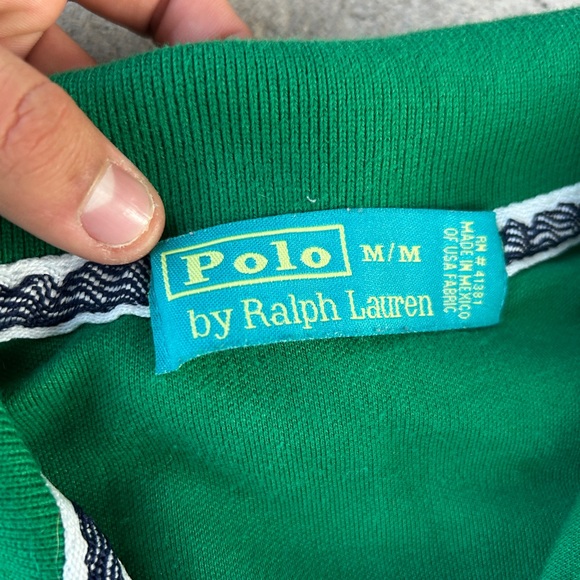 Polo M/M
by Ralph Lauren
RN # 41381
MADE IN MEXICO
OF USA FABRIC